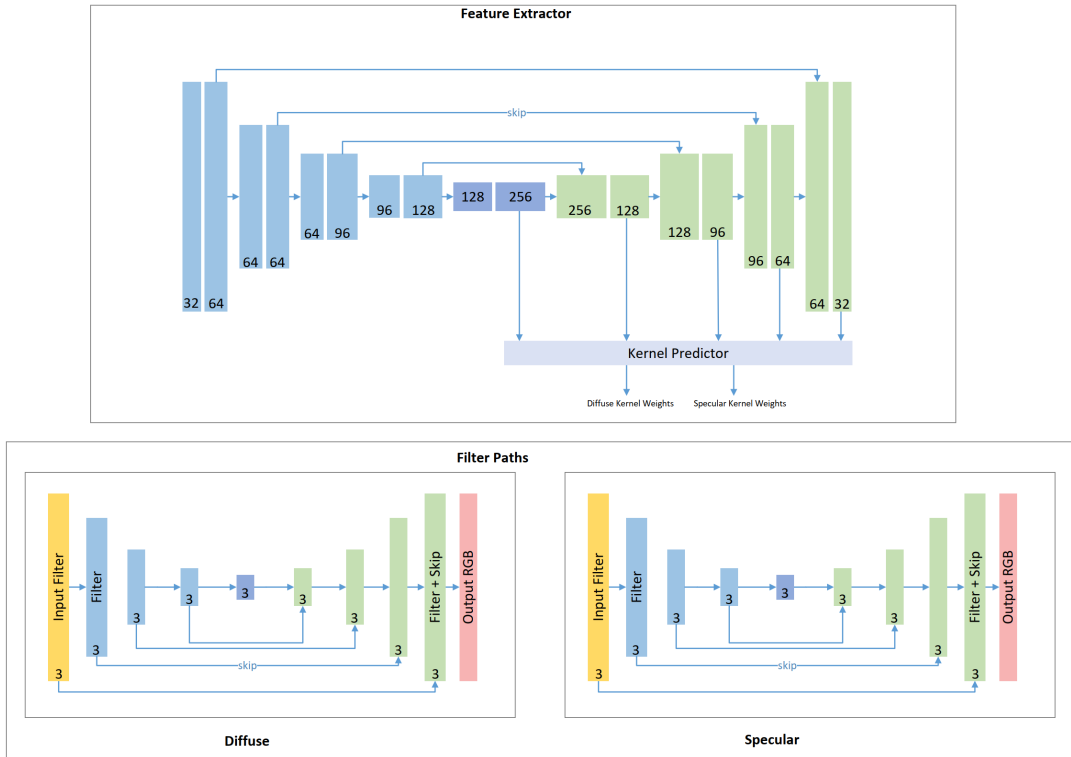 Feature Extractor
skip
32 64
64 64
64 96
96 128
128 256
256 128
128 96
96 64
64 32
Kernel Predictor
Diffuse Kernel Weights Specular Kernel Weights
Filter Paths
Input Filter
Filter
Filter + Skip
Output RGB
3 3 3 3 3 3 3 3 3
skip
Diffuse
Input Filter
Filter
Filter + Skip
Output RGB
3 3 3 3 3 3 3 3 3
skip
Specular